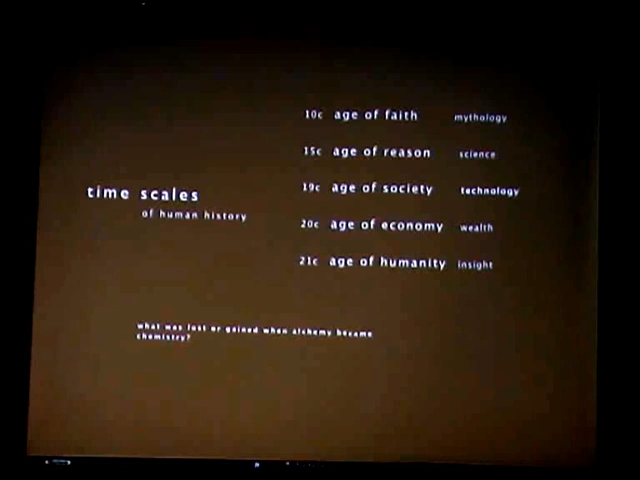 time scales
of human history
10c age of faith mythology
15c age of reason science
19c age of society technology
20c age of economy wealth
21c age of humanity insight
what was lost or gained when alchemy became
chemistry?